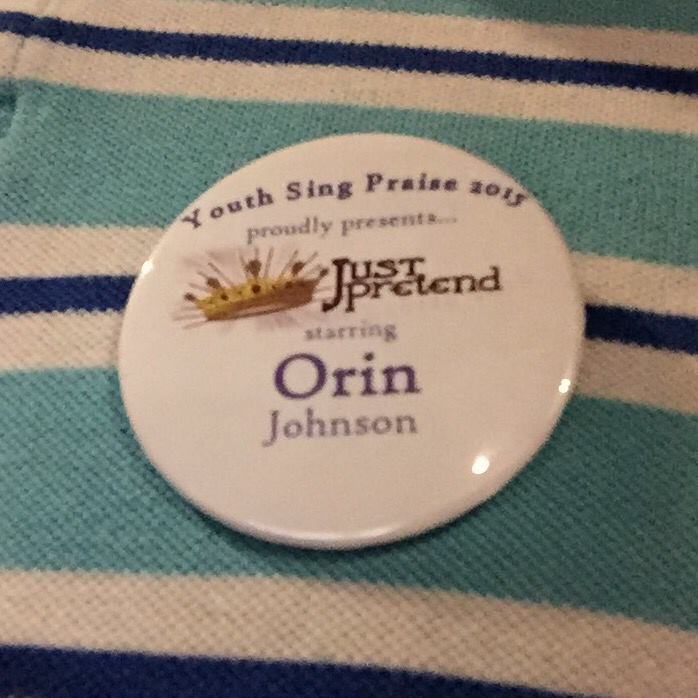 Youth Sing Praise 2015
proudly presents...
Just
pretend
starring
Orin
Johnson